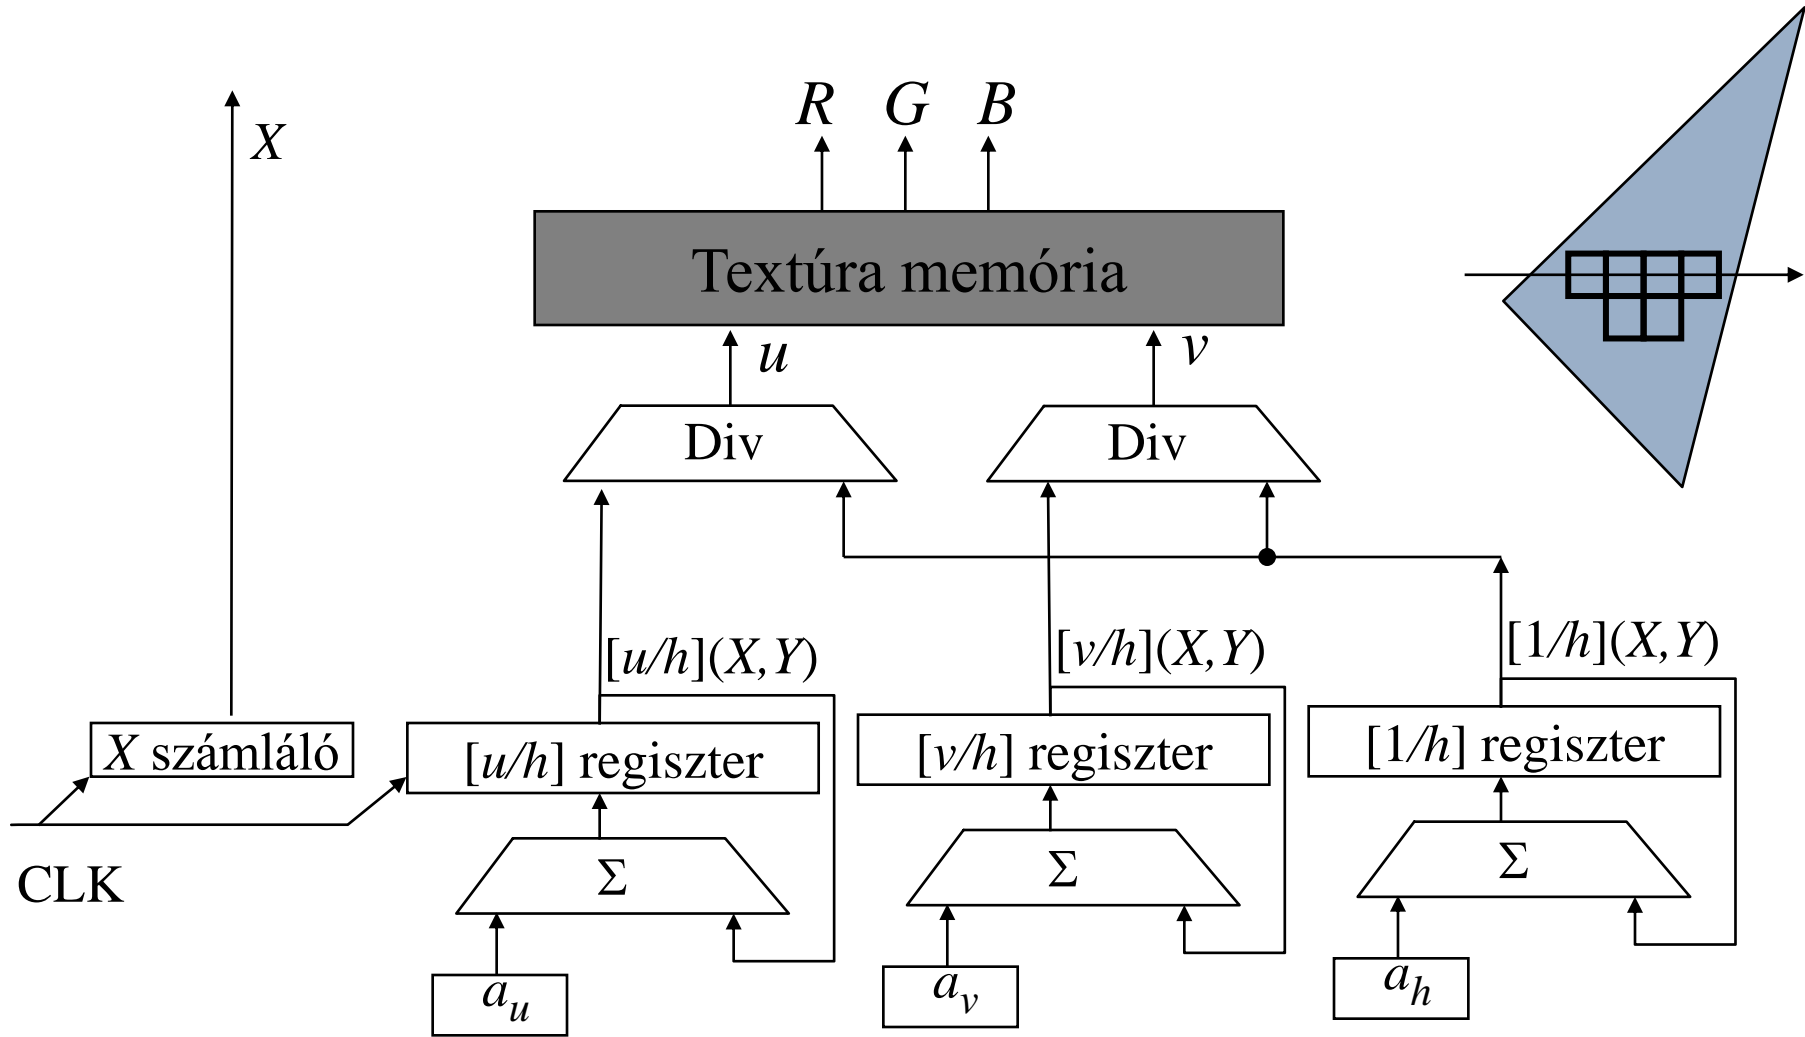 R G B
X
Textúra memória
u v
Div Div
[u/h](X,Y) [v/h](X,Y) [1/h](X,Y)
X számláló [u/h] regiszter [v/h] regiszter [1/h] regiszter
CLK Σ Σ Σ
a_u a_v a_h